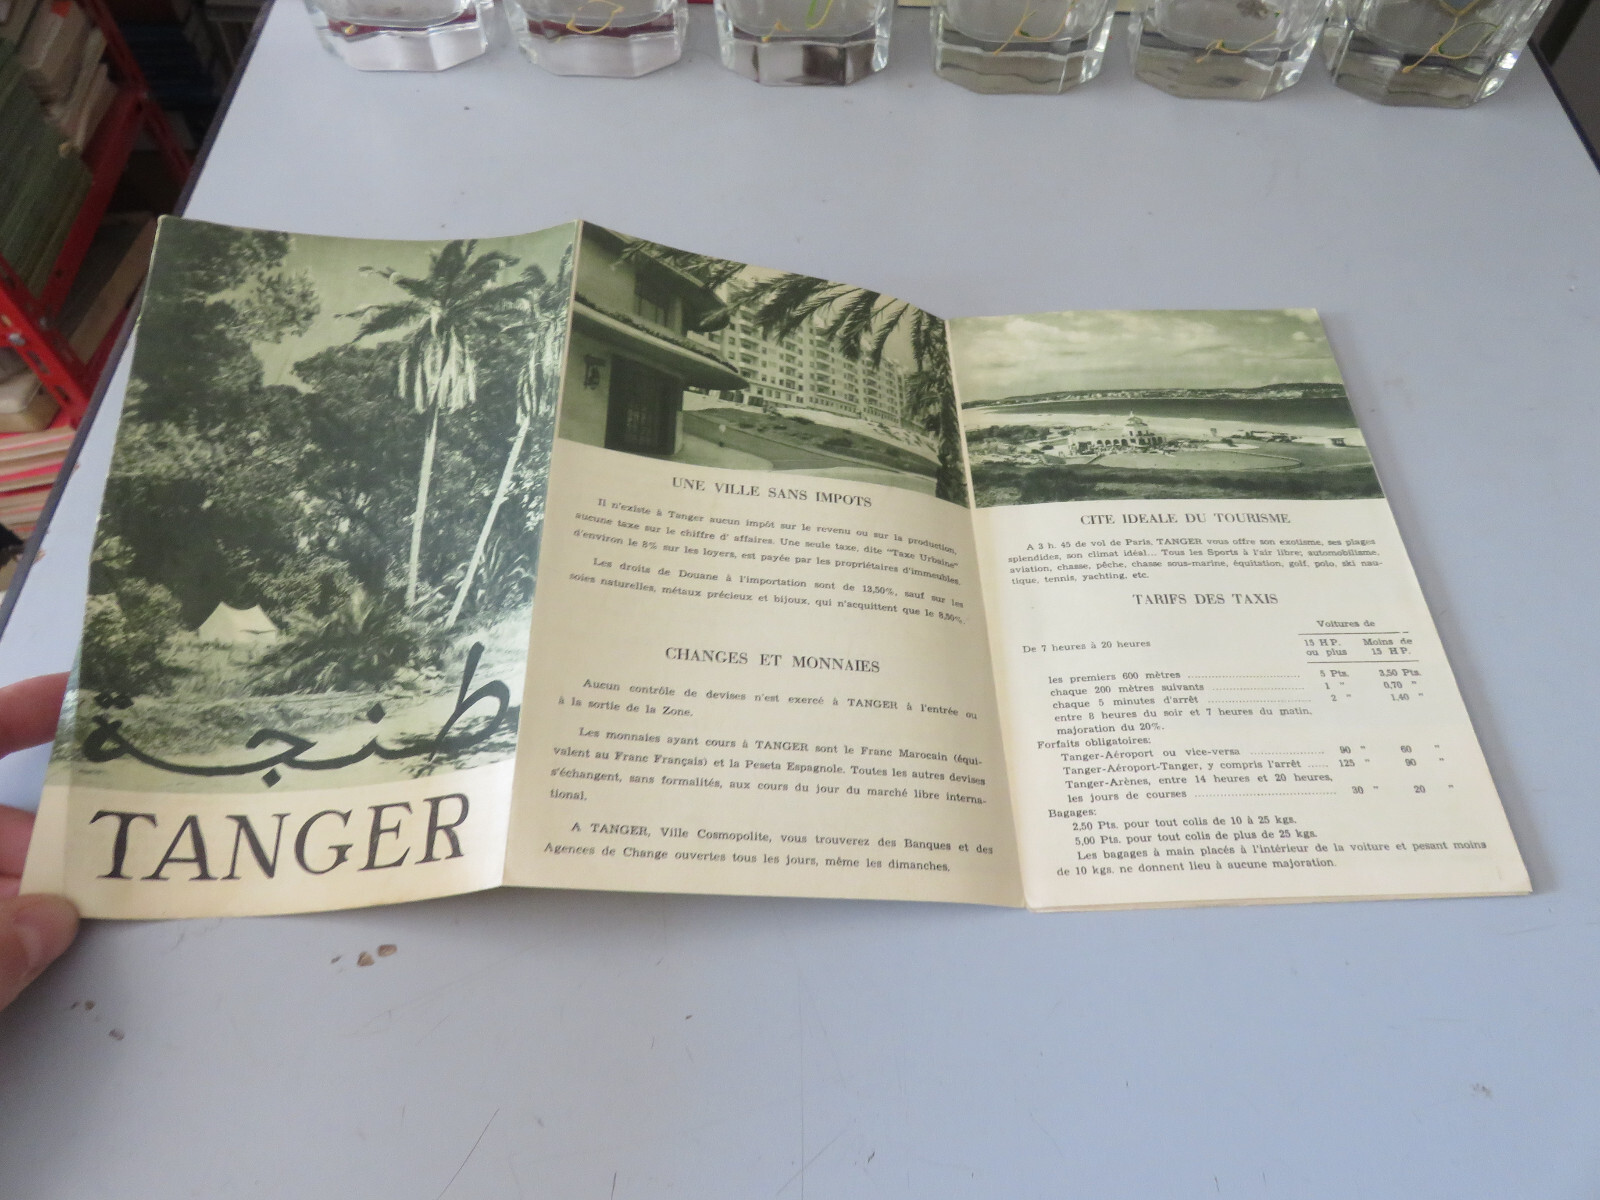 طنجة
TANGER
UNE VILLE SANS IMPOTS
Il n'existe à Tanger aucun impôt sur le revenu ou sur la production,
aucune taxe sur le chiffre d' affaires. Une seule taxe, dite "Taxe Urbaine"
d'environ le 8% sur les loyers, est payée par les propriétaires d'immeubles.
Les droits de Douane à l'importation sont de 12,50%, sauf sur les
soies naturelles, métaux précieux et bijoux, qui n'acquittent que le 8,50%.
CHANGES ET MONNAIES
Aucun contrôle de devises n'est exercé à TANGER à l'entrée ou
à la sortie de la Zone.
Les monnaies ayant cours à TANGER sont le Franc Marocain (équi-
valent au Franc Français) et la Peseta Espagnole. Toutes les autres devises
s'échangent, sans formalités, aux cours du jour du marché libre interna-
tional.
A TANGER, Ville Cosmopolite, vous trouverez des Banques et des
Agences de Change ouvertes tous les jours, même les dimanches.
CITE IDEALE DU TOURISME
A 3 h. 45 de vol de Paris, TANGER vous offre son exotisme, ses plages
splendides, son climat idéal... Tous les Sports à l'air libre; automobilisme,
aviation, chasse, pêche, chasse sous-marine, équitation, golf, polo, ski nau-
tique, tennis, yachting, etc.
TARIFS DES TAXIS
Voitures de
De 7 heures à 20 heures 15 H.P. Moins de
ou plus 15 H.P.
les premiers 600 mètres 5 Pts. 3,50 Pts.
chaque 200 mètres suivants 1 " 0,70 "
chaque 5 minutes d'arrêt 2 " 1,40 "
entre 8 heures du soir et 7 heures du matin,
majoration du 20%.
Forfaits obligatoires:
Tanger-Aéroport ou vice-versa 90 " 60 "
Tanger-Aéroport-Tanger, y compris l'arrêt 125 " 90 "
Tanger-Arènes, entre 14 heures et 20 heures,
les jours de courses 30 " 20 "
Bagages:
2,50 Pts. pour tout colis de 10 à 25 kgs.
5,00 Pts. pour tout colis de plus de 25 kgs.
Les bagages à main placés à l'intérieur de la voiture et pesant moins
de 10 kgs. ne donnent lieu à aucune majoration.